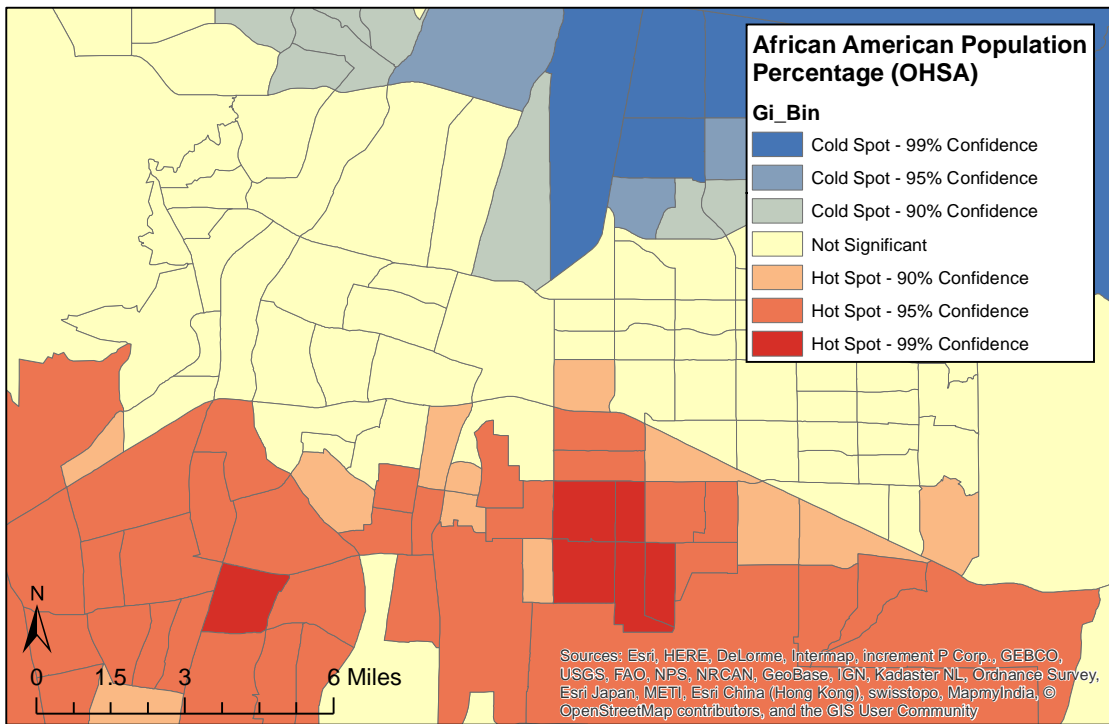 African American Population
Percentage (OHSA)
Gi_Bin
Cold Spot - 99% Confidence
Cold Spot - 95% Confidence
Cold Spot - 90% Confidence
Not Significant
Hot Spot - 90% Confidence
Hot Spot - 95% Confidence
Hot Spot - 99% Confidence
N
0 1.5 3 6 Miles
Sources: Esri, HERE, DeLorme, Intermap, increment P Corp., GEBCO,
USGS, FAO, NPS, NRCAN, GeoBase, IGN, Kadaster NL, Ordnance Survey,
Esri Japan, METI, Esri China (Hong Kong), swisstopo, MapmyIndia, ©
OpenStreetMap contributors, and the GIS User Community